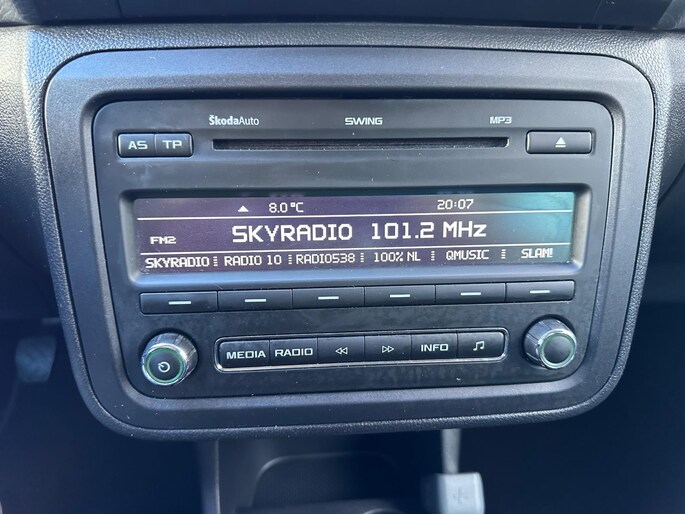 ŠkodaAuto SWING MP3
AS TP
8.0 °C 20:07
FM2 SKYRADIO 101.2 MHz
SKYRADIO RADIO 10 RADIO538 100% NL QMUSIC SLAM!
MEDIA RADIO INFO